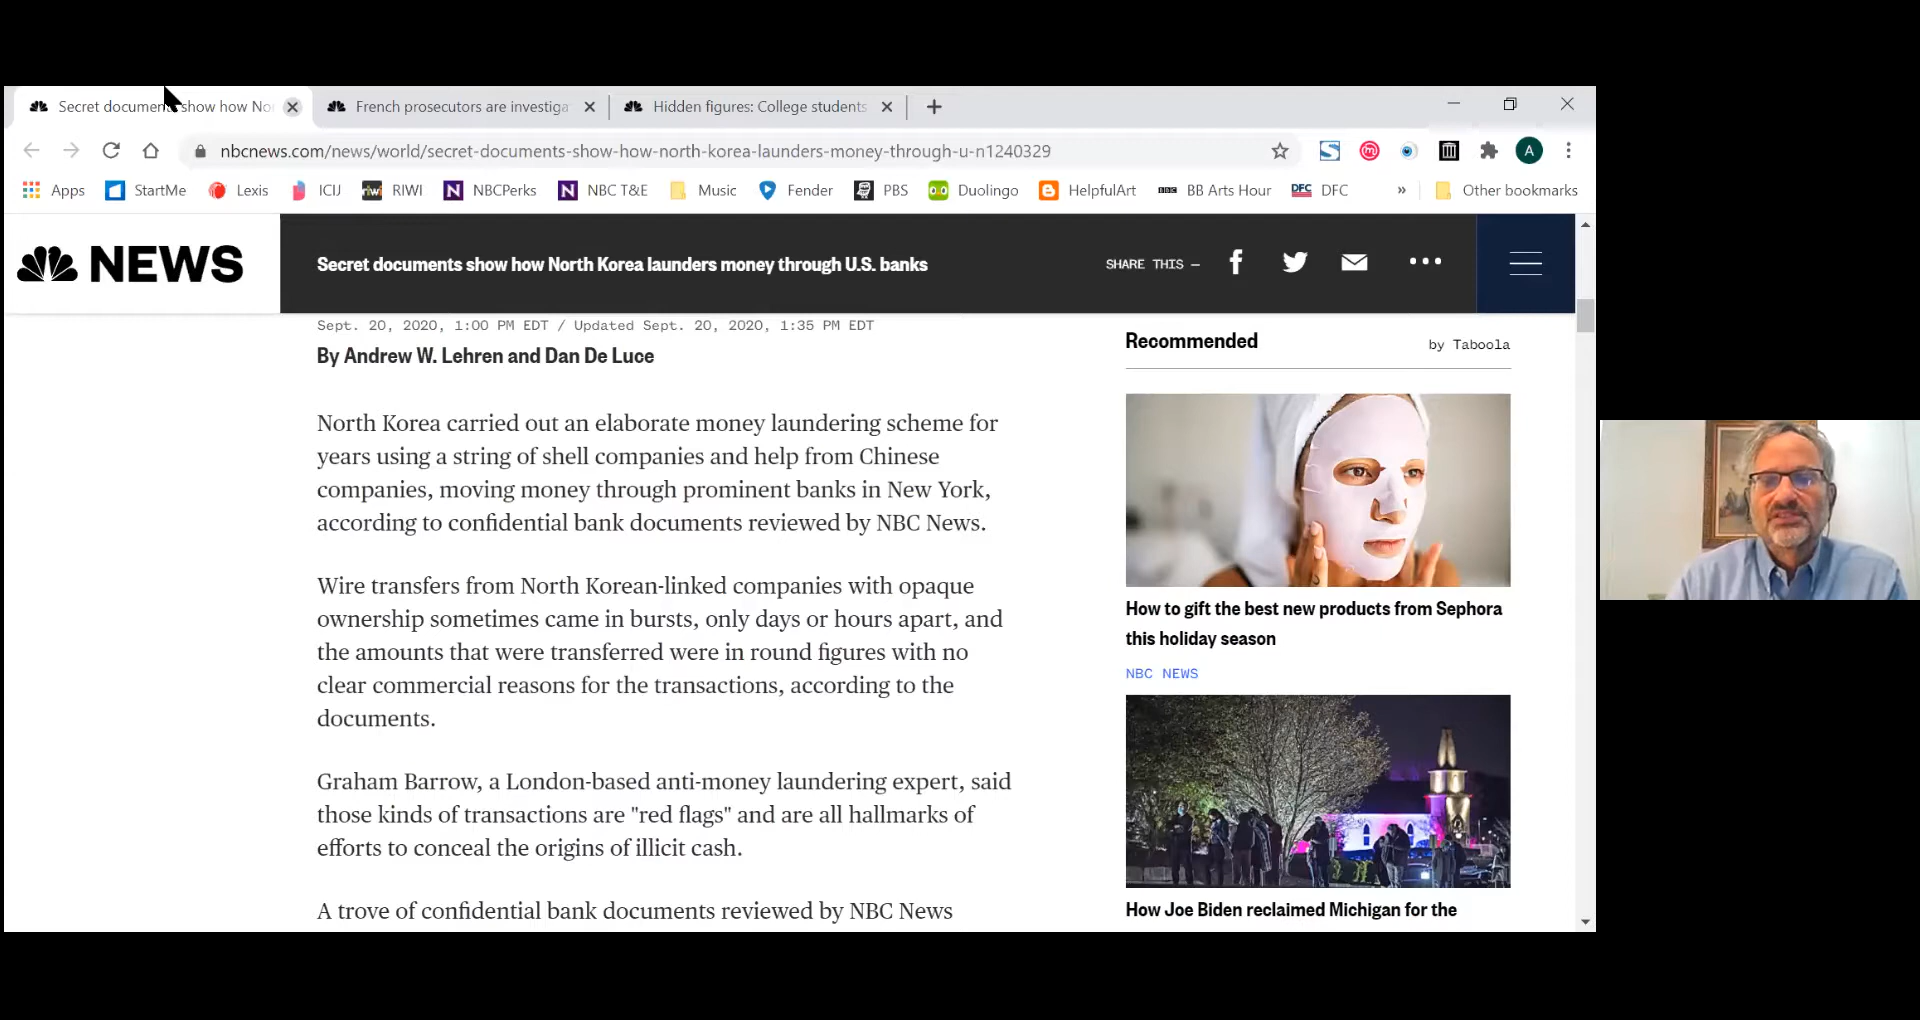 Secret documents show how No
French prosecutors are investiga
Hidden figures: College students
nbcnews.com/news/world/secret-documents-show-how-north-korea-launders-money-through-u-n1240329
A
Apps
StartMe
Lexis
ICIJ
RIWI
NBCPerks
NBC T&E
Music
Fender
PBS
Duolingo
HelpfulArt
BB Arts Hour
DFC
DFC
»
Other bookmarks
NEWS
Secret documents show how North Korea launders money through U.S. banks
SHARE THIS —
Sept. 20, 2020, 1:00 PM EDT / Updated Sept. 20, 2020, 1:35 PM EDT
By Andrew W. Lehren and Dan De Luce
North Korea carried out an elaborate money laundering scheme for
years using a string of shell companies and help from Chinese
companies, moving money through prominent banks in New York,
according to confidential bank documents reviewed by NBC News.
Wire transfers from North Korean-linked companies with opaque
ownership sometimes came in bursts, only days or hours apart, and
the amounts that were transferred were in round figures with no
clear commercial reasons for the transactions, according to the
documents.
Graham Barrow, a London-based anti-money laundering expert, said
those kinds of transactions are "red flags" and are all hallmarks of
efforts to conceal the origins of illicit cash.
A trove of confidential bank documents reviewed by NBC News
Recommended
by Taboola
How to gift the best new products from Sephora
this holiday season
NBC NEWS
How Joe Biden reclaimed Michigan for the